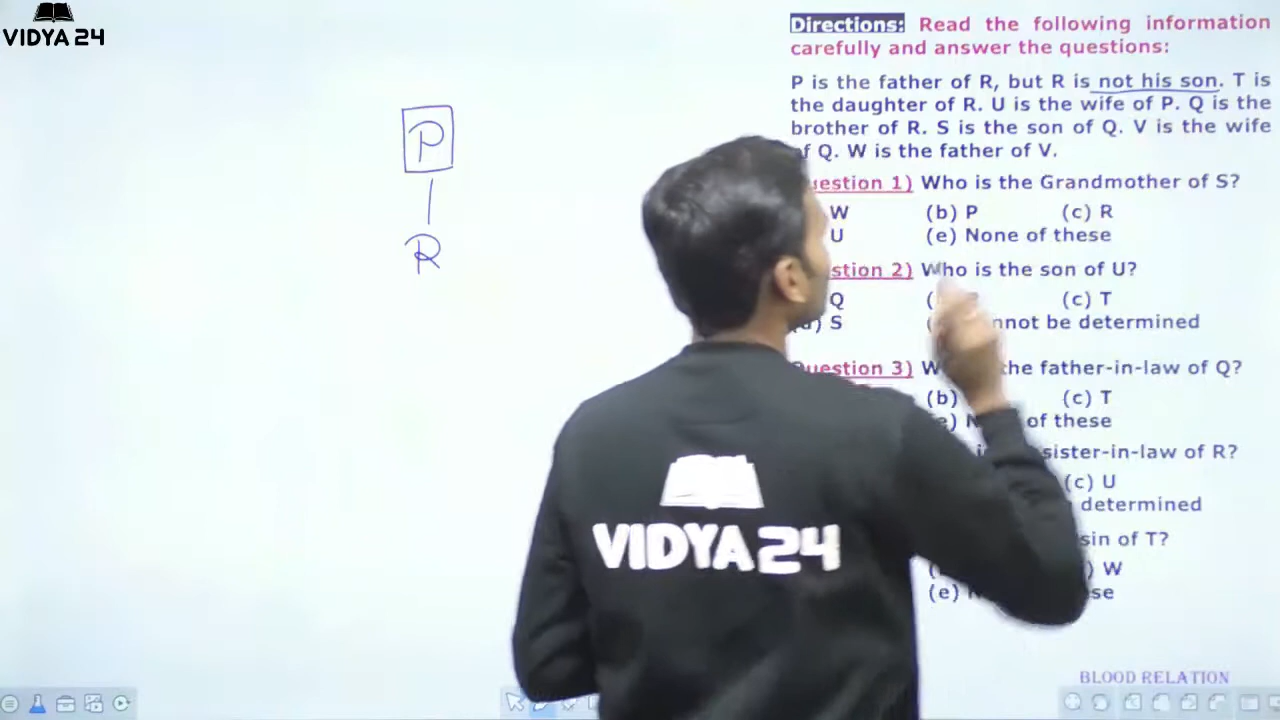 VIDYA 24
Directions: Read the following information
carefully and answer the questions:
P is the father of R, but R is not his son. T is
the daughter of R. U is the wife of P. Q is the
brother of R. S is the son of Q. V is the wife
of Q. W is the father of V.
P
R
Question 1) Who is the Grandmother of S?
W (b) P (c) R
U (e) None of these
Question 2) Who is the son of U?
Q (c) T
(d) S cannot be determined
Question 3) the father-in-law of Q?
(b) (c) T
(e) of these
sister-in-law of R?
(c) U
determined
of T?
W
(e)
VIDYA 24
BLOOD RELATION